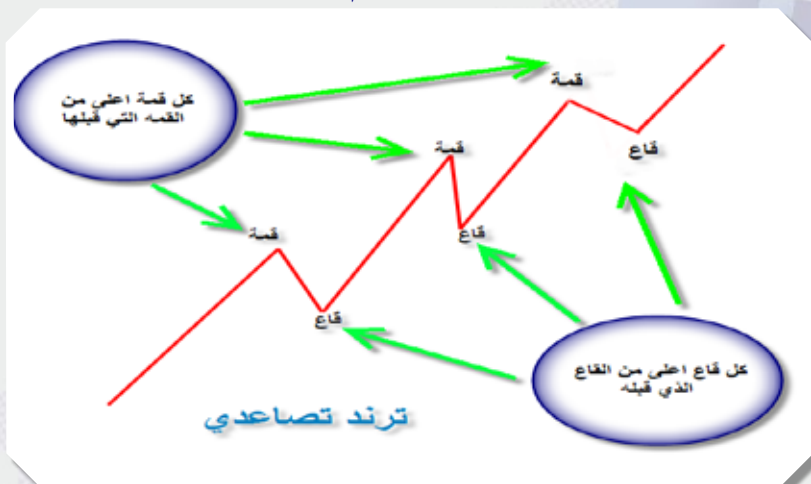 كل قمة اعلى من
القمه التي قبلها
قمة
قمة
قاع
قمة
قاع
قاع
كل قاع اعلى من القاع
الذي قبله
ترند تصاعدي